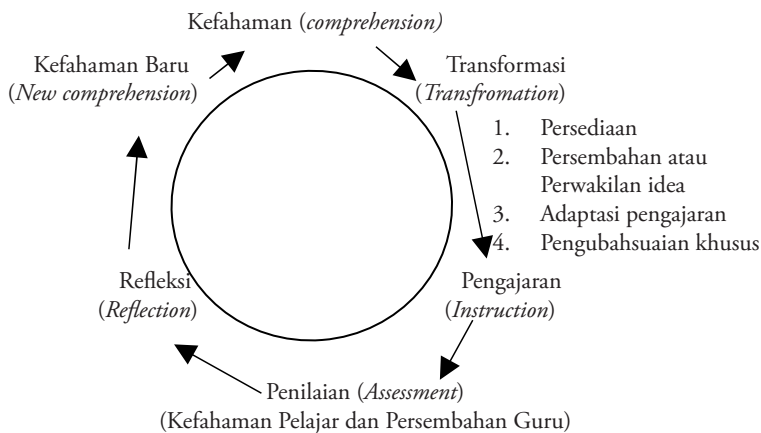 Kefahaman (comprehension)
Transformasi
(Transfromation)
1. Persediaan
2. Persembahan atau
Perwakilan idea
3. Adaptasi pengajaran
4. Pengubahsuaian khusus
Pengajaran
(Instruction)
Penilaian (Assessment)
(Kefahaman Pelajar dan Persembahan Guru)
Refleksi
(Reflection)
Kefahaman Baru
(New comprehension)